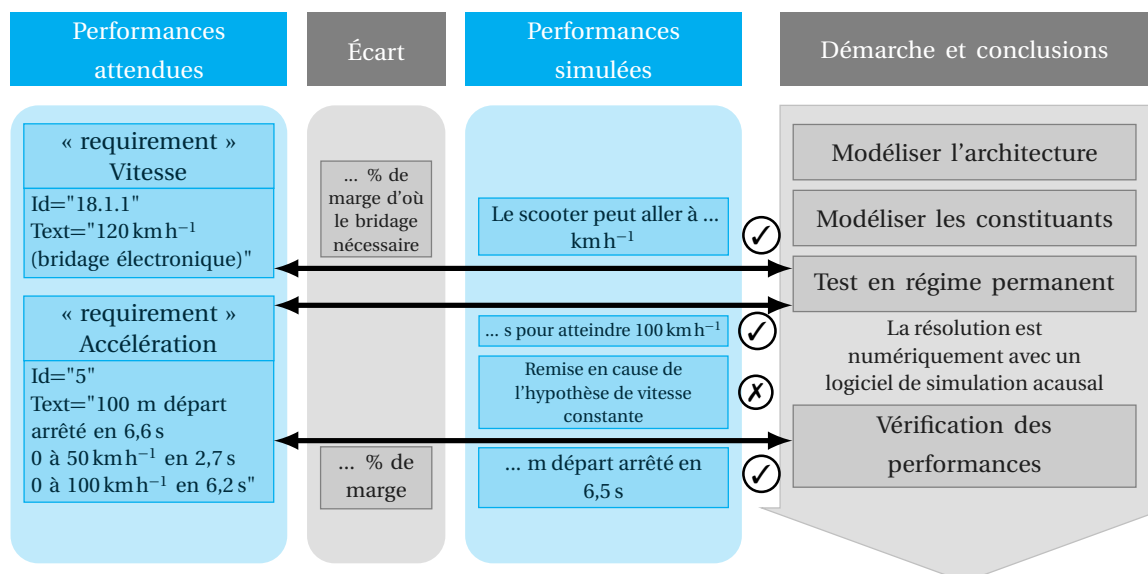 Performances
attendues
Écart
Performances
simulées
Démarche et conclusions
« requirement »
Vitesse
Id="18.1.1"
Text="120 km h⁻¹
(bridage électronique)"
« requirement »
Accélération
Id="5"
Text="100 m départ
arrêté en 6,6 s
0 à 50 km h⁻¹ en 2,7 s
0 à 100 km h⁻¹ en 6,2 s"
... % de
marge d'où
le bridage
nécessaire
... % de
marge
Le scooter peut aller à ...
km h⁻¹
... s pour atteindre 100 km h⁻¹
Remise en cause de
l'hypothèse de vitesse
constante
... m départ arrêté en
6,5 s
Modéliser l'architecture
Modéliser les constituants
Test en régime permanent
La résolution est
numériquement avec un
logiciel de simulation acausal
Vérification des
performances